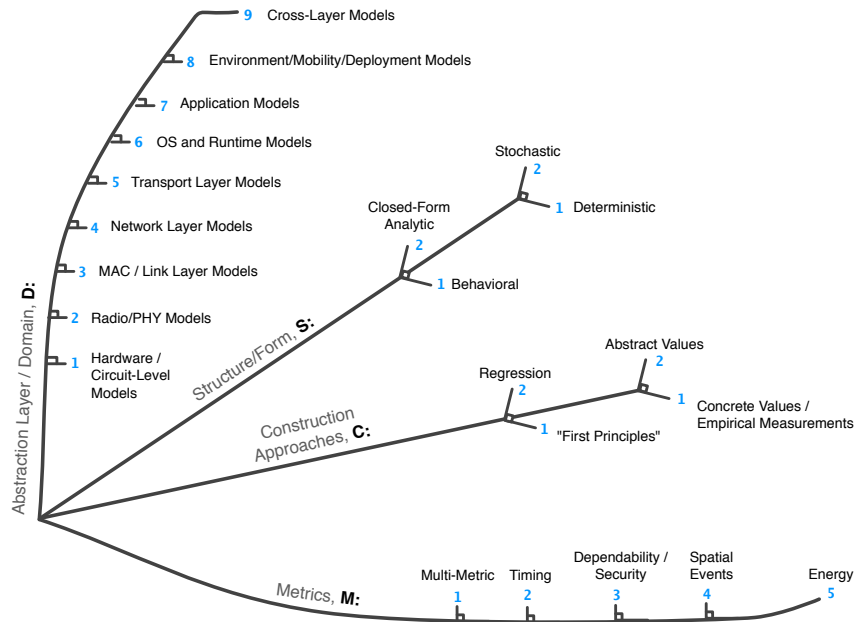 9 Cross-Layer Models
8 Environment/Mobility/Deployment Models
7 Application Models
6 OS and Runtime Models
5 Transport Layer Models
4 Network Layer Models
3 MAC / Link Layer Models
2 Radio/PHY Models
1 Hardware /
Circuit-Level
Models
Abstraction Layer / Domain, D:
Stochastic
2
1 Deterministic
Closed-Form
Analytic
2
1 Behavioral
Structure/Form, S:
Abstract Values
2
1 Concrete Values /
Empirical Measurements
Regression
2
1 "First Principles"
Construction
Approaches, C:
Metrics, M:
Multi-Metric
1
Timing
2
Dependability /
Security
3
Spatial
Events
4
Energy
5